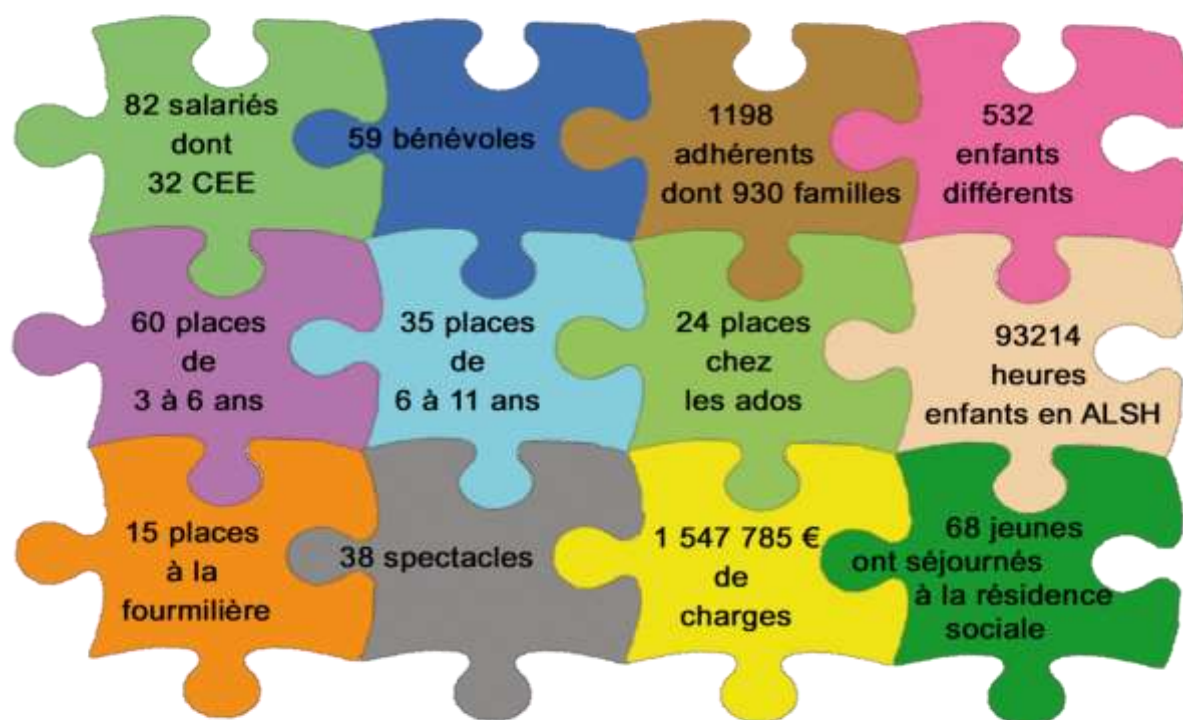 82 salariés
dont
32 CEE
59 bénévoles
1198
adhérents
dont 930 familles
532
enfants
différents
60 places
de
3 à 6 ans
35 places
de
6 à 11 ans
24 places
chez
les ados
93214
heures
enfants en ALSH
15 places
à la
fourmilière
38 spectacles
1 547 785 €
de
charges
68 jeunes
ont séjournés
à la résidence
sociale